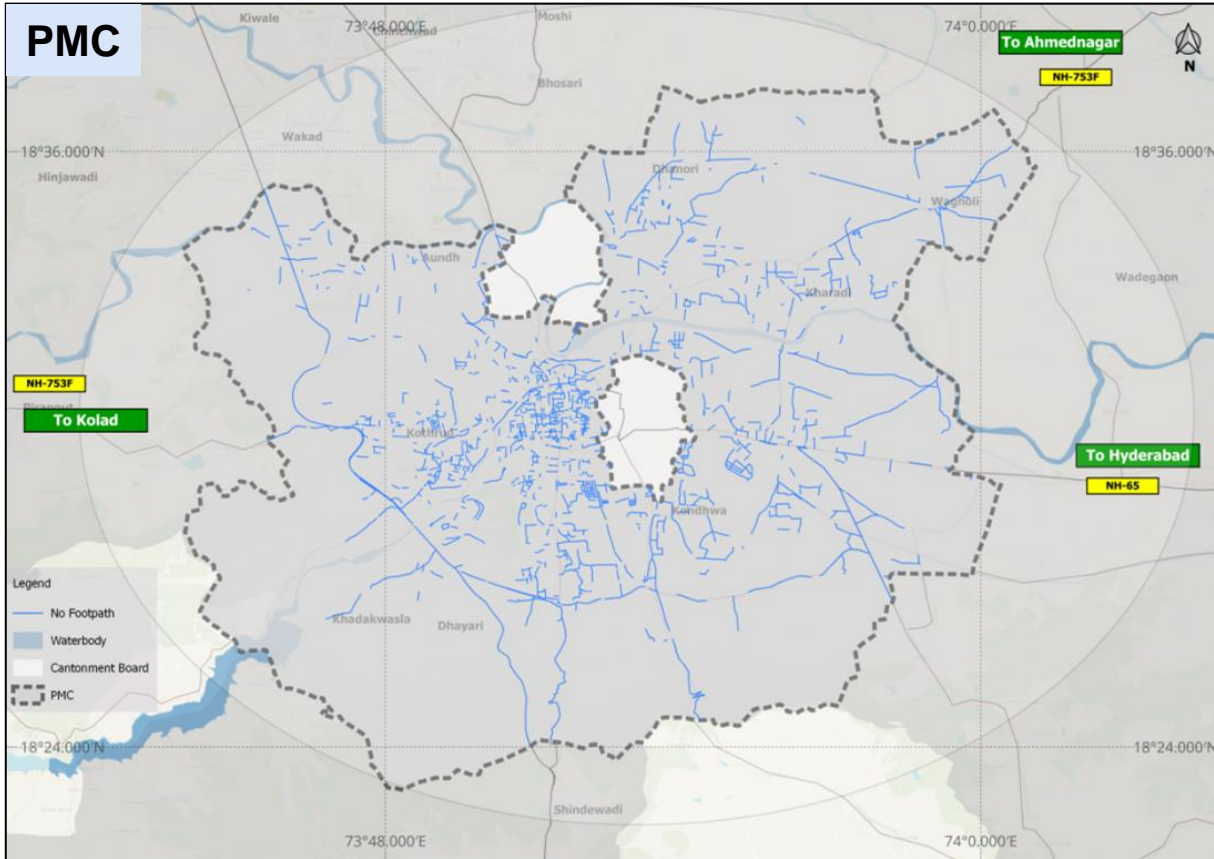 PMC
Kiwale
73°48.000'E
Moshi
74°0.000'E
Chinchwad
To Ahmednagar
N
NH-753F
Bhosari
Wakad
18°36.000'N
18°36.000'N
Hinjawadi
Dhanori
Wagholi
Aundh
Wadegaon
Kharadi
NH-753F
Pirangut
To Kolad
Kothrud
To Hyderabad
NH-65
Kondhwa
Legend
No Footpath
Waterbody
Cantonment Board
PMC
Khadakwasla
Dhayari
18°24.000'N
18°24.000'N
Shindewadi
73°48.000'E
74°0.000'E